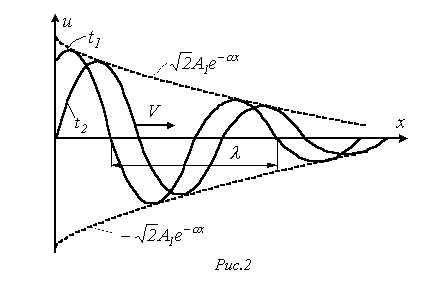 u
t₁
√2A₁e^{-αx}
t₂
V
x
λ
-√2A₁e^{-αx}
Рис.2